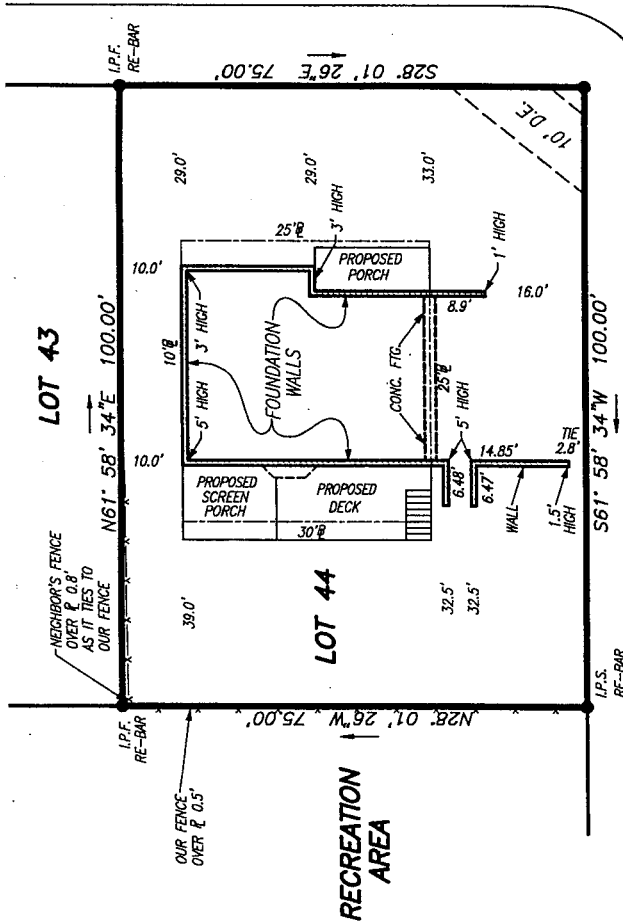 I.P.F.
RE-BAR
S28° 01' 26"E 75.00'
10' D.E.
LOT 43
N61° 58' 34"E 100.00'
29.0'
29.0'
33.0'
25' ℞
3' HIGH
PROPOSED
PORCH
1' HIGH
8.9'
16.0'
10.0'
10' ℞
3' HIGH
5' HIGH
FOUNDATION
WALLS
CONC. FTG.
25' ℞
S61° 58' 34"W 100.00'
10.0'
PROPOSED
SCREEN
PORCH
PROPOSED
DECK
30' ℞
5' HIGH
6.48'
6.47'
14.85'
TIE
2.8'
WALL
1.5'
HIGH
NEIGHBOR'S FENCE
OVER ℞ 0.8'
AS IT TIES TO
OUR FENCE
39.0'
LOT 44
32.5'
32.5'
I.P.F.
RE-BAR
N28° 01' 26"W 75.00'
I.P.S.
RE-BAR
OUR FENCE
OVER ℞ 0.5'
RECREATION
AREA